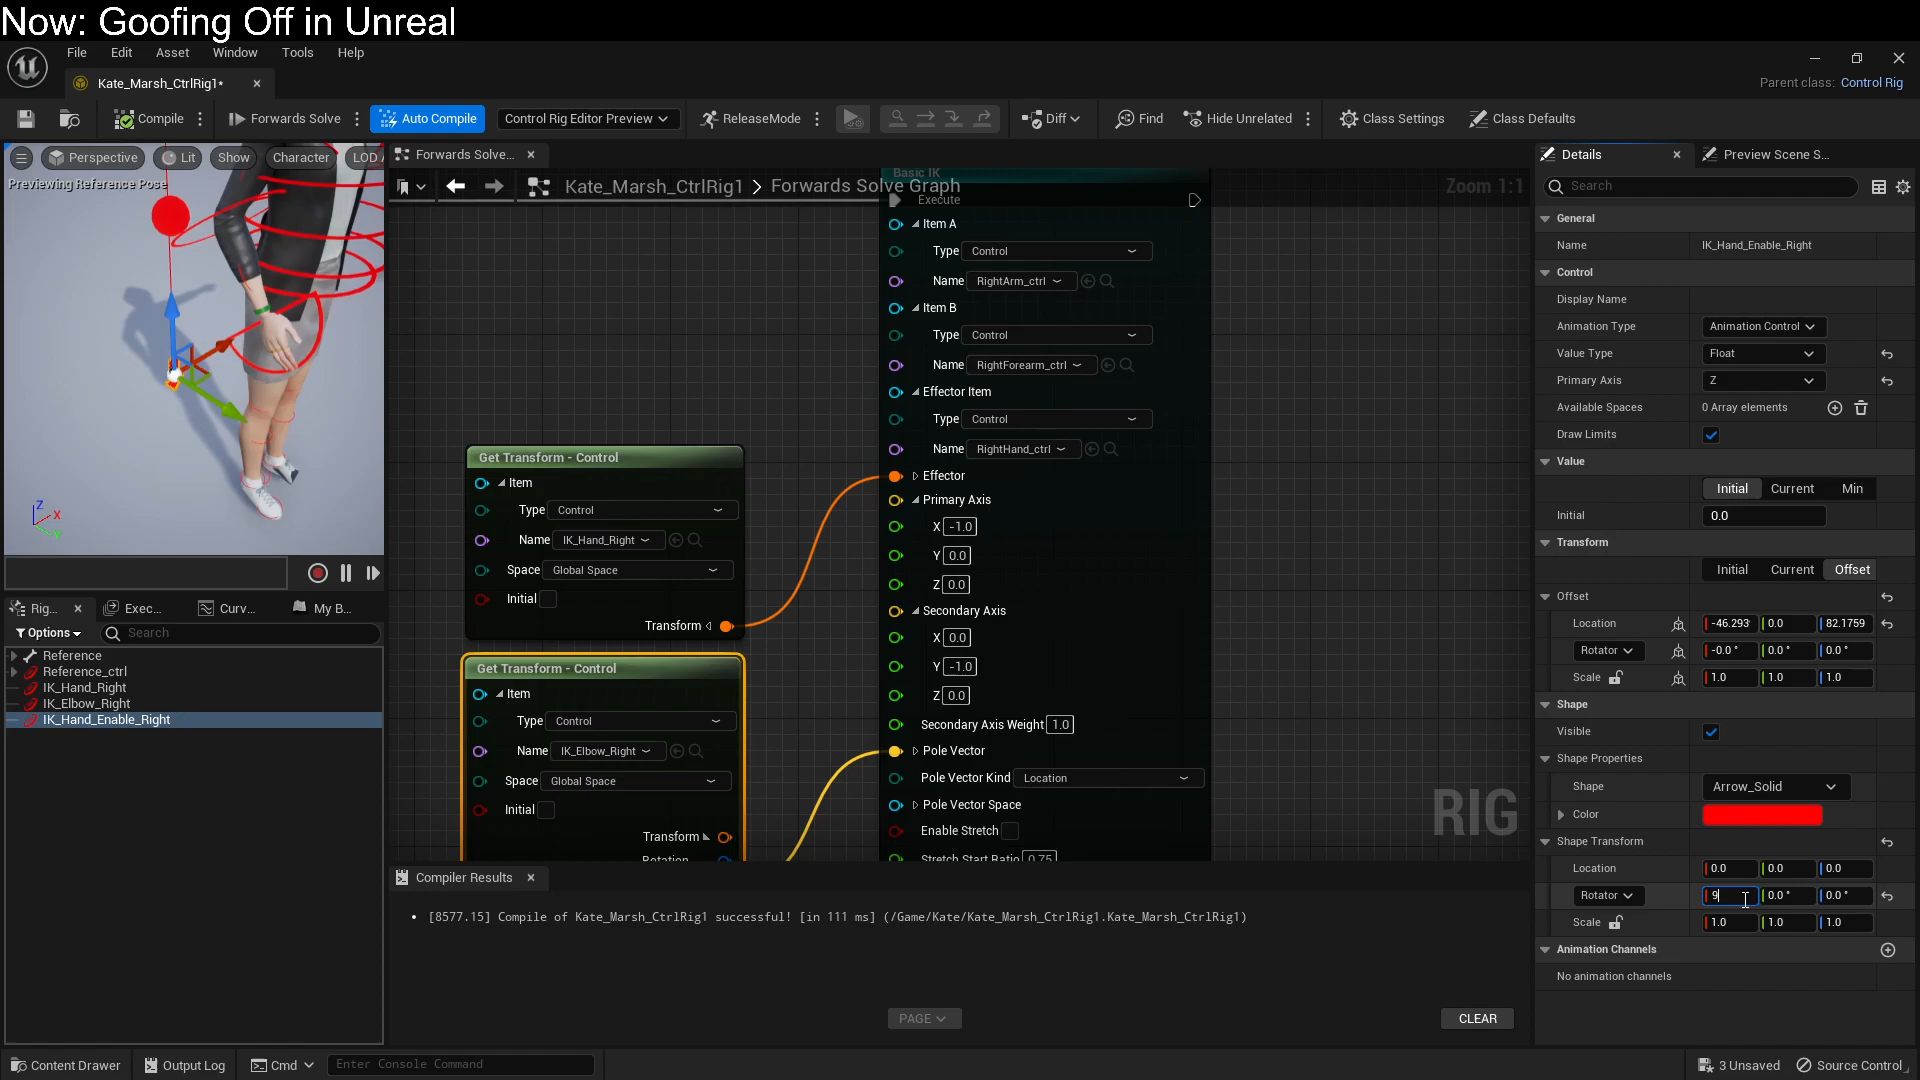 Now: Goofing Off in Unreal
File Edit Asset Window Tools Help
Kate_Marsh_CtrlRig1*
Parent class: Control Rig
Compile Forwards Solve Auto Compile Control Rig Editor Preview ReleaseMode Diff Find Hide Unrelated Class Settings Class Defaults
Perspective Lit Show Character LOD A
Previewing Reference Pose
Z X Y
Forwards Solve...
Kate_Marsh_CtrlRig1 > Forwards Solve Graph
Zoom 1:1
Basic IK
Execute
Item A
Type Control
Name RightArm_ctrl
Item B
Type Control
Name RightForearm_ctrl
Effector Item
Type Control
Name RightHand_ctrl
Effector
Primary Axis
X -1.0
Y 0.0
Z 0.0
Secondary Axis
X 0.0
Y -1.0
Z 0.0
Secondary Axis Weight 1.0
Pole Vector
Pole Vector Kind Location
Pole Vector Space
Enable Stretch
Stretch Start Ratio 0.75
Get Transform - Control
Item
Type Control
Name IK_Hand_Right
Space Global Space
Initial
Transform
Get Transform - Control
Item
Type Control
Name IK_Elbow_Right
Space Global Space
Initial
Transform
Rotation
RIG
Rig... Exec... Curv... My B...
Options Search
Reference
Reference_ctrl
IK_Hand_Right
IK_Elbow_Right
IK_Hand_Enable_Right
Compiler Results
[8577.15] Compile of Kate_Marsh_CtrlRig1 successful! [in 111 ms] (/Game/Kate/Kate_Marsh_CtrlRig1.Kate_Marsh_CtrlRig1)
PAGE
CLEAR
Details Preview Scene S...
Search
General
Name IK_Hand_Enable_Right
Control
Display Name
Animation Type Animation Control
Value Type Float
Primary Axis Z
Available Spaces 0 Array elements
Draw Limits
Value
Initial Current Min
Initial 0.0
Transform
Initial Current Offset
Offset
Location -46.293 0.0 82.1759
Rotator -0.0 ° 0.0 ° 0.0 °
Scale 1.0 1.0 1.0
Shape
Visible
Shape Properties
Shape Arrow_Solid
Color
Shape Transform
Location 0.0 0.0 0.0
Rotator 9 0.0 ° 0.0 °
Scale 1.0 1.0 1.0
Animation Channels
No animation channels
Content Drawer Output Log Cmd Enter Console Command 3 Unsaved Source Control